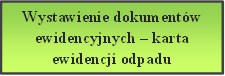 Wystawienie dokumentów
ewidencyjnych – karta
ewidencji odpadu